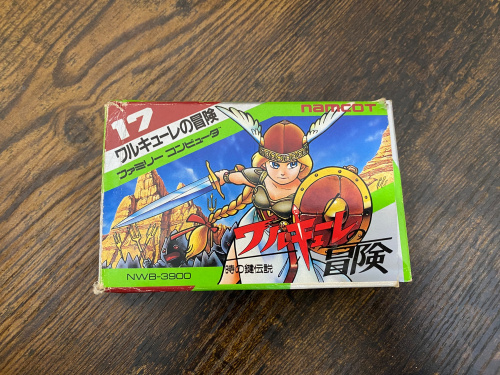 17
namcoT
ワルキューレの冒険
ファミリー コンピュータ
ワルキューレの
冒険
時の鍵伝説
NWB-3900